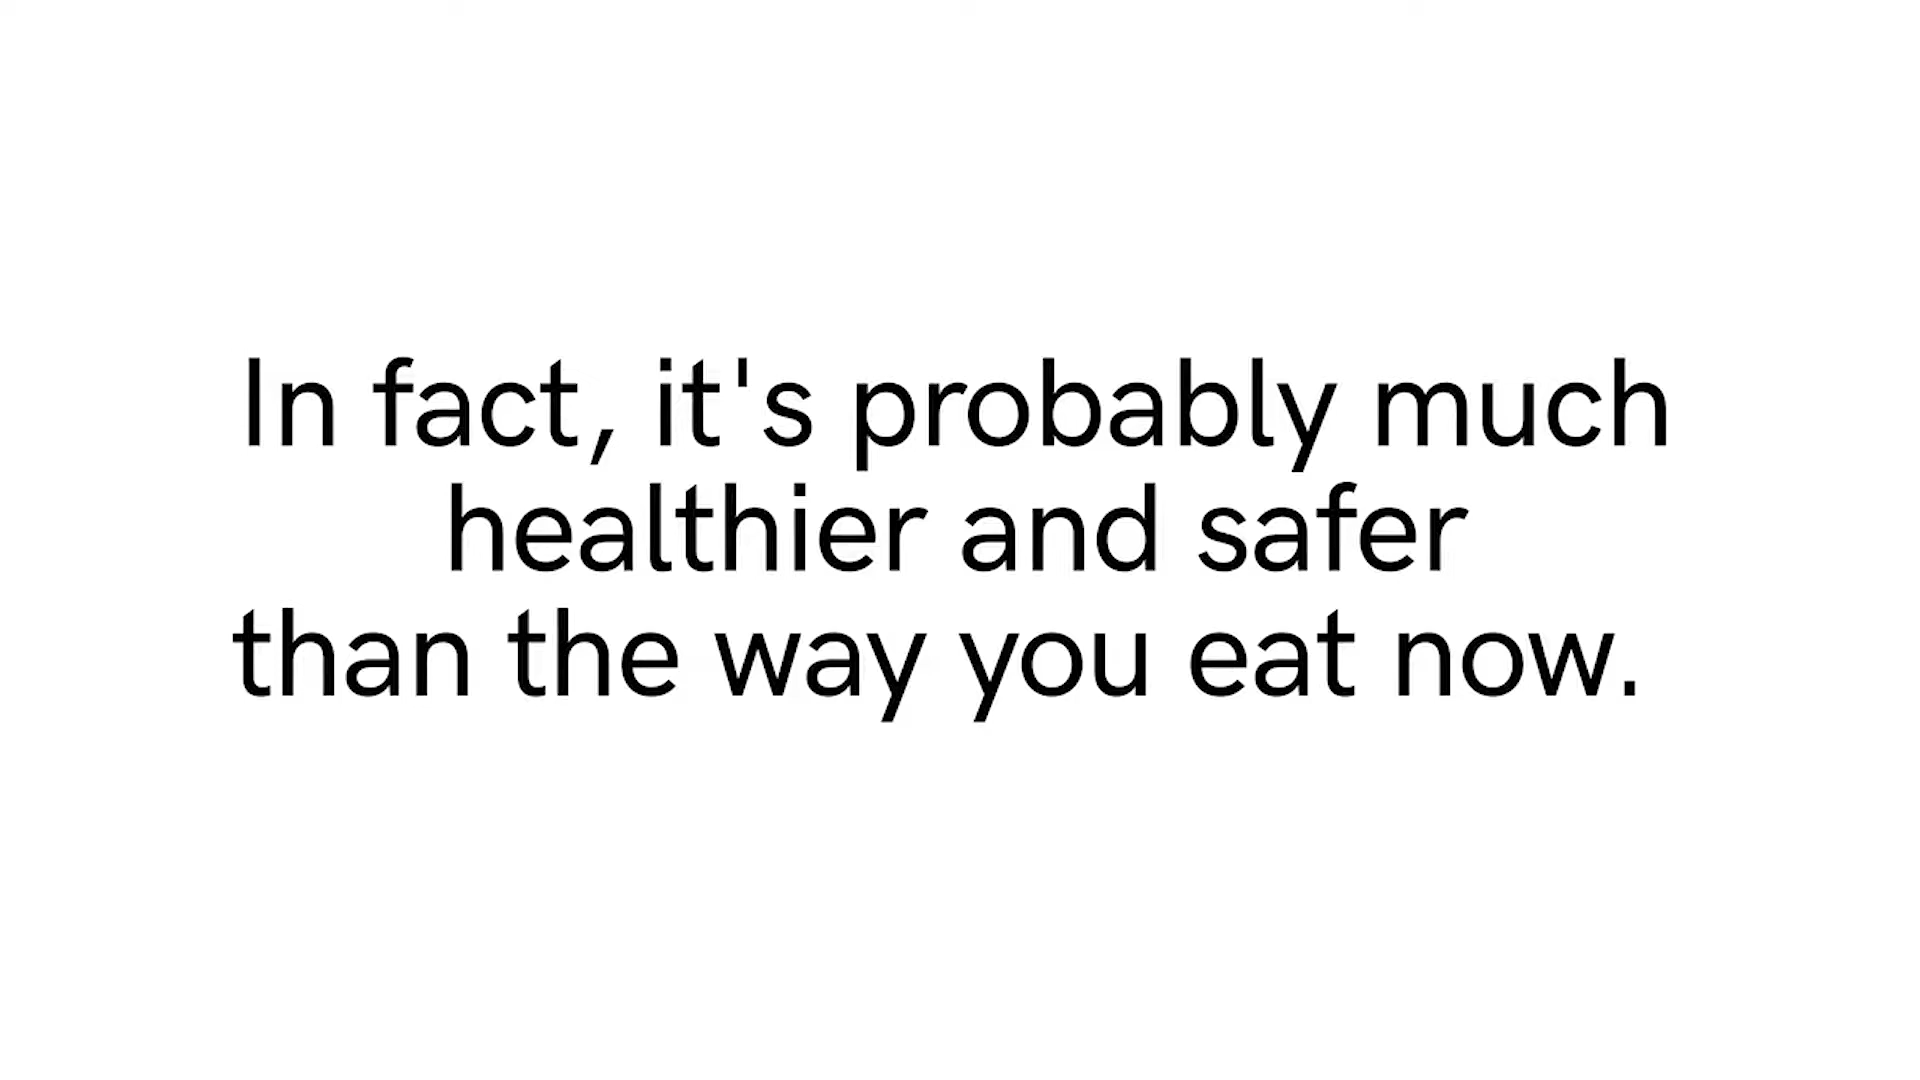 In fact, it's probably much
healthier and safer
than the way you eat now.